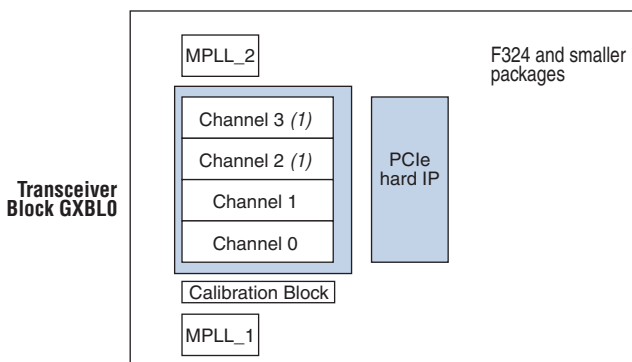 MPLL_2
F324 and smaller
packages
Channel 3 (1)
Channel 2 (1)
Channel 1
Channel 0
PCIe
hard IP
Transceiver
Block GXBL0
Calibration Block
MPLL_1